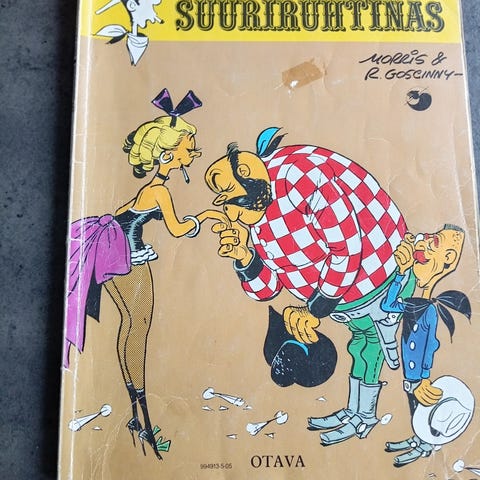 SUURIRUHTINAS
MORRIS &
R. GOSCINNY
994913-5-05
OTAVA